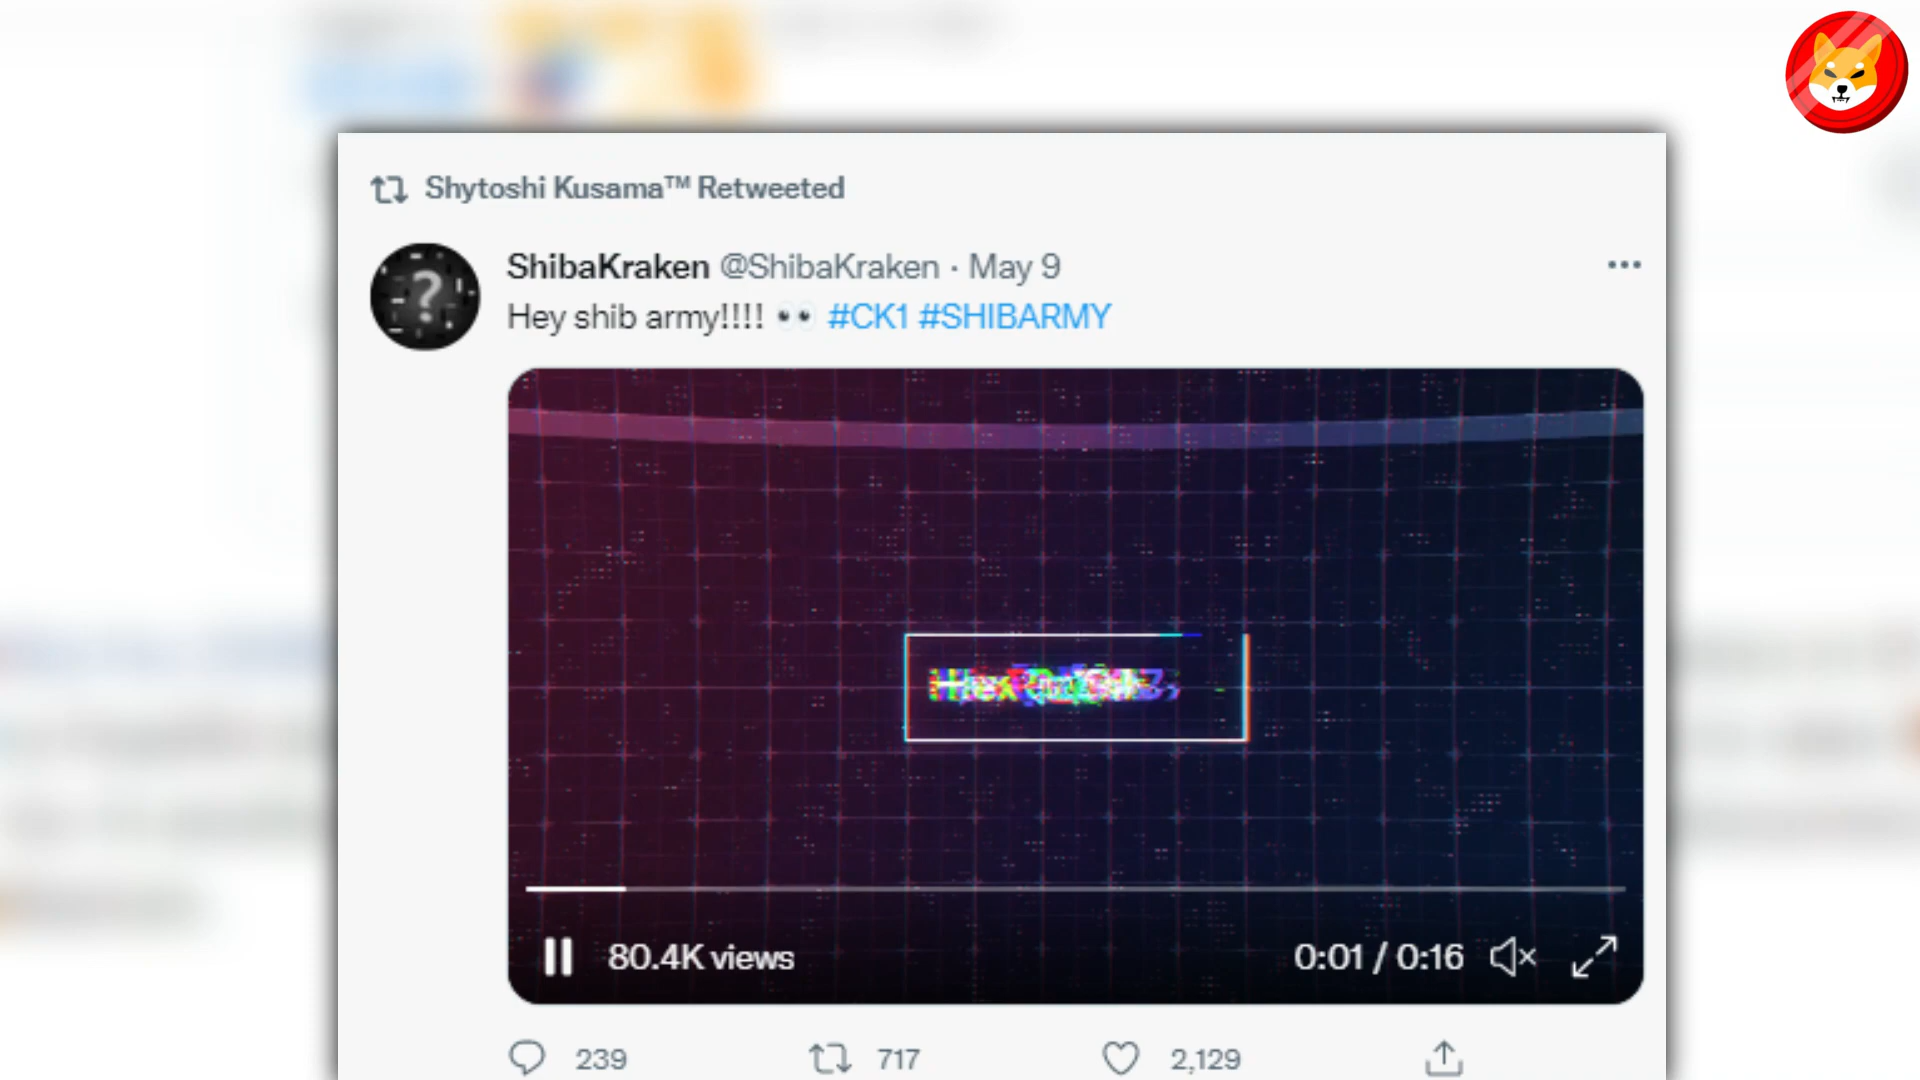 Shytoshi Kusama™ Retweeted
ShibaKraken @ShibaKraken · May 9
Hey shib army!!!! 👀 #CK1 #SHIBARMY
80.4K views
0:01 / 0:16
239
717
2,129